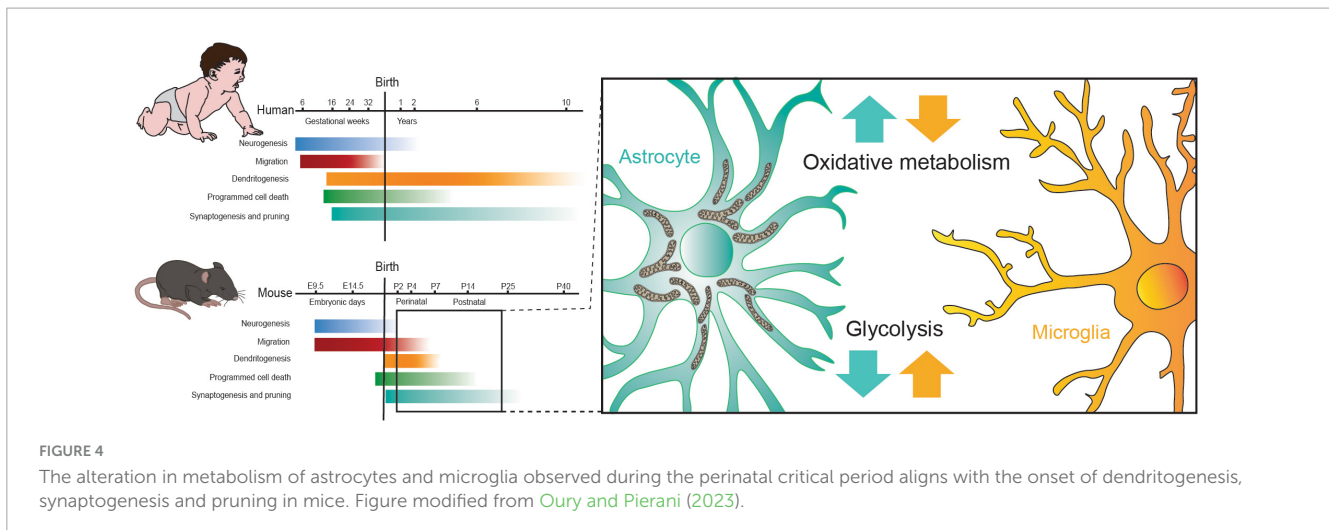 Birth
Human
6 16 24 32 1 2 6 10
Gestational weeks Years
Neurogenesis
Migration
Dendritogenesis
Programmed cell death
Synaptogenesis and pruning
Birth
Mouse
E9.5 E14.5 P2 P4 P7 P14 P25 P40
Embryonic days Perinatal Postnatal
Neurogenesis
Migration
Dendritogenesis
Programmed cell death
Synaptogenesis and pruning
Astrocyte
Oxidative metabolism
Glycolysis
Microglia
FIGURE 4
The alteration in metabolism of astrocytes and microglia observed during the perinatal critical period aligns with the onset of dendritogenesis,
synaptogenesis and pruning in mice. Figure modified from Oury and Pierani (2023).